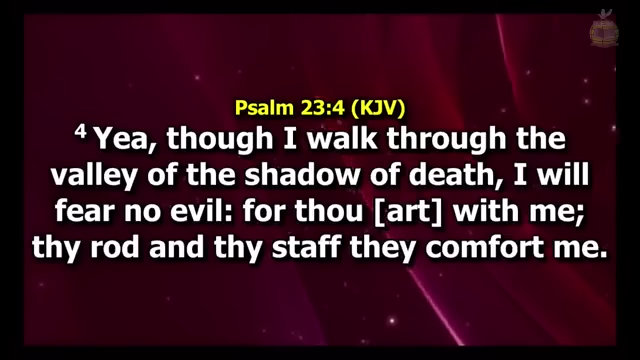 Psalm 23:4 (KJV)
4 Yea, though I walk through the
valley of the shadow of death, I will
fear no evil: for thou [art] with me;
thy rod and thy staff they comfort me.